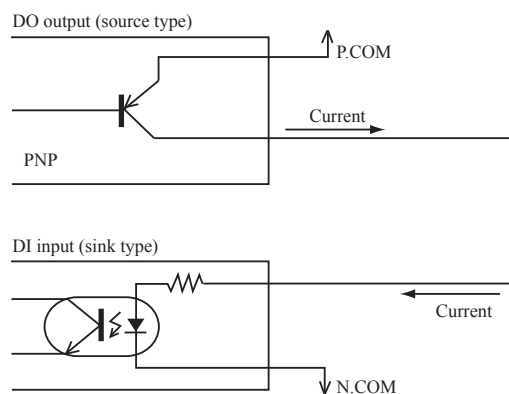 DO output (source type)
P.COM
Current
PNP
DI input (sink type)
Current
N.COM